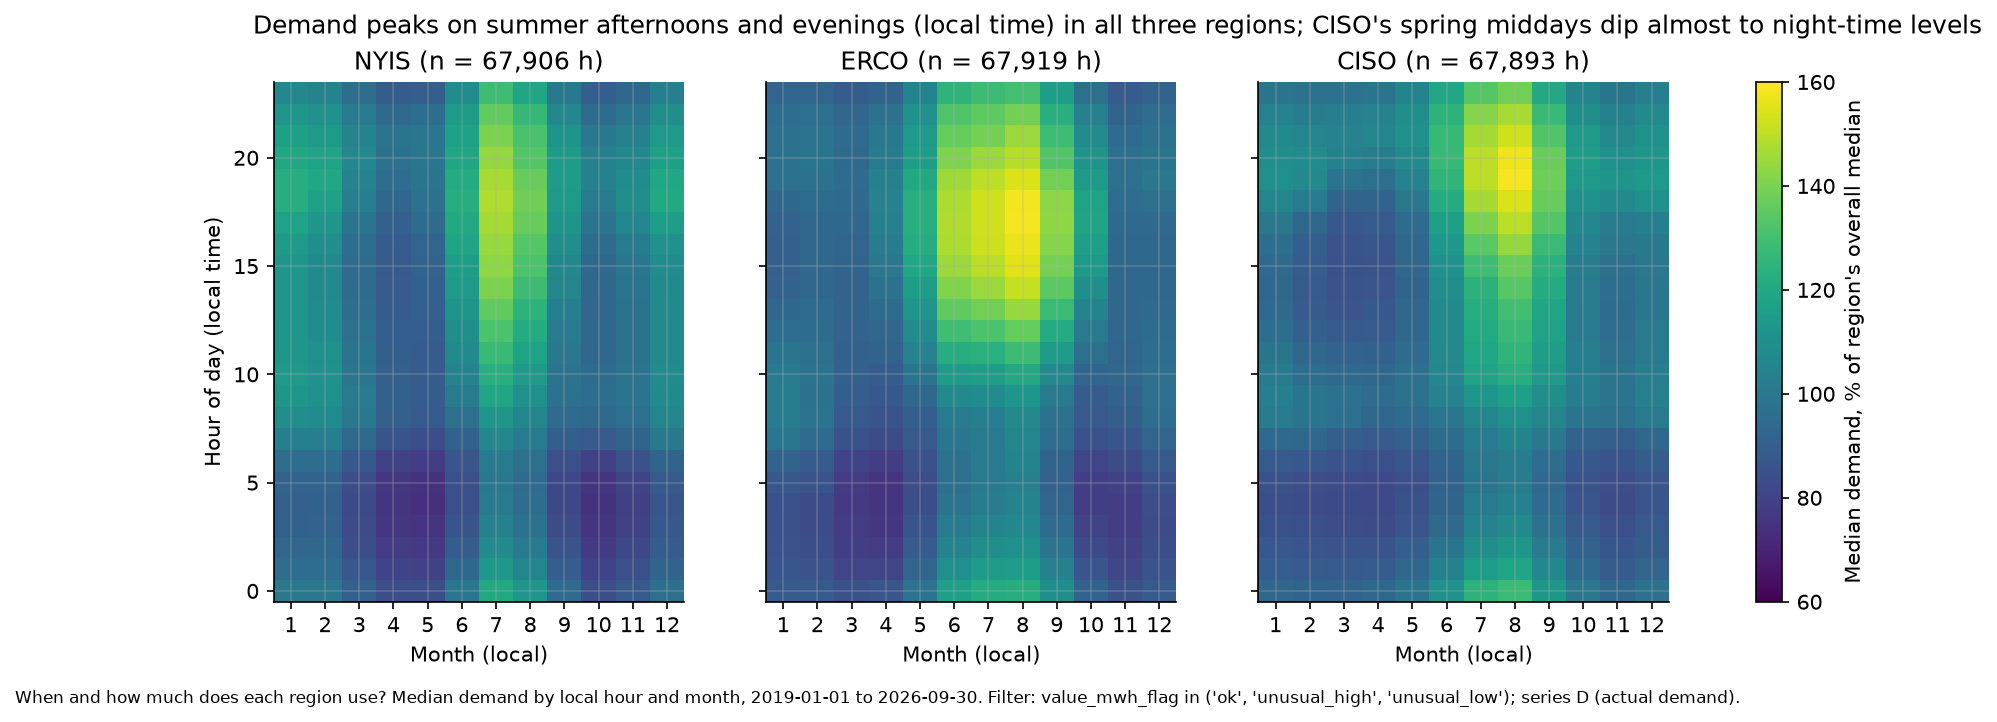 Demand peaks on summer afternoons and evenings (local time) in all three regions; CISO's spring middays dip almost to night-time levels
NYIS (n = 67,906 h)
ERCO (n = 67,919 h)
CISO (n = 67,893 h)
Hour of day (local time)
20
15
10
5
0
1 2 3 4 5 6 7 8 9 10 11 12
1 2 3 4 5 6 7 8 9 10 11 12
1 2 3 4 5 6 7 8 9 10 11 12
Month (local)
Month (local)
Month (local)
160
140
120
100
80
60
Median demand, % of region's overall median
When and how much does each region use? Median demand by local hour and month, 2019-01-01 to 2026-09-30. Filter: value_mwh_flag in ('ok', 'unusual_high', 'unusual_low'); series D (actual demand).